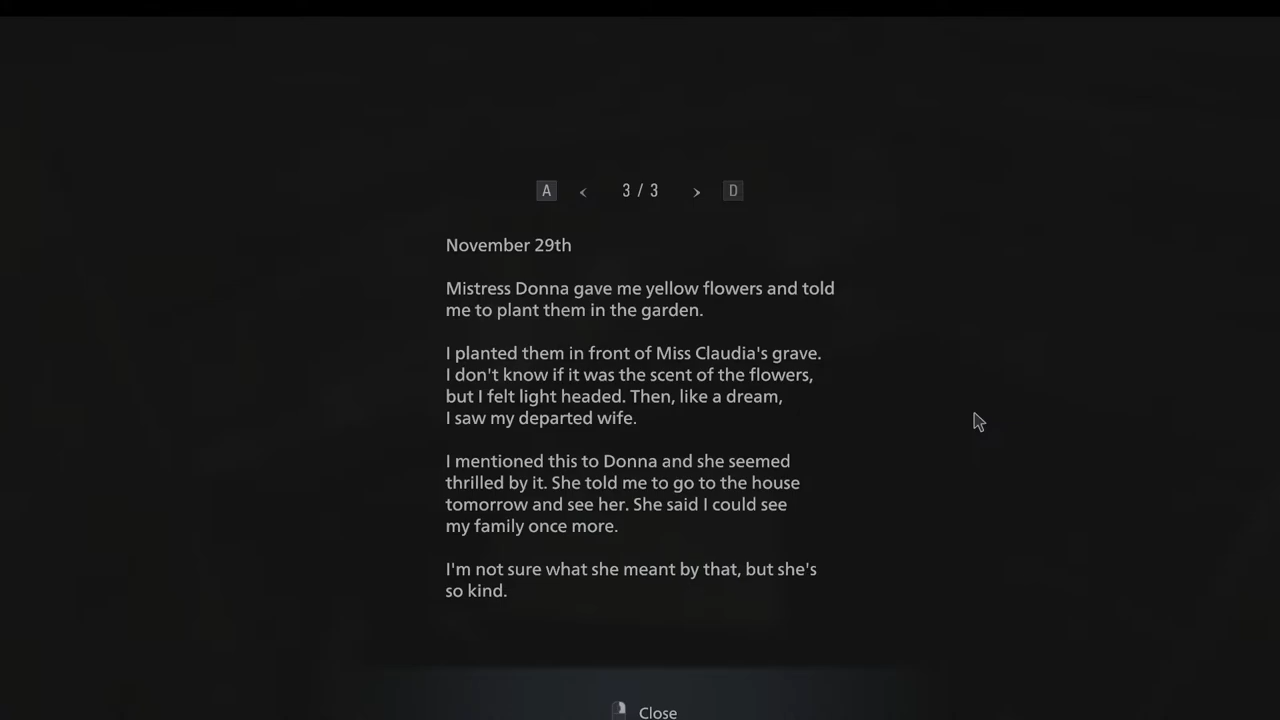 A < 3 / 3 > D
November 29th
Mistress Donna gave me yellow flowers and told
me to plant them in the garden.
I planted them in front of Miss Claudia's grave.
I don't know if it was the scent of the flowers,
but I felt light headed. Then, like a dream,
I saw my departed wife.
I mentioned this to Donna and she seemed
thrilled by it. She told me to go to the house
tomorrow and see her. She said I could see
my family once more.
I'm not sure what she meant by that, but she's
so kind.
Close